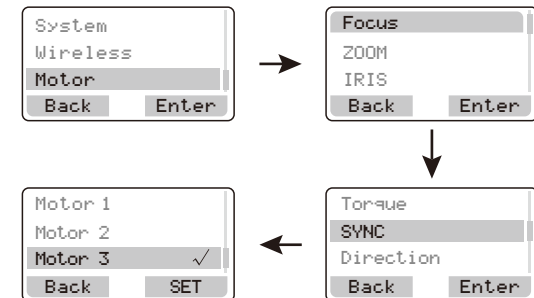 System
Wireless
Motor
Back Enter
Focus
ZOOM
IRIS
Back Enter
Torque
SYNC
Direction
Back Enter
Motor 1
Motor 2
Motor 3 ✓
Back SET